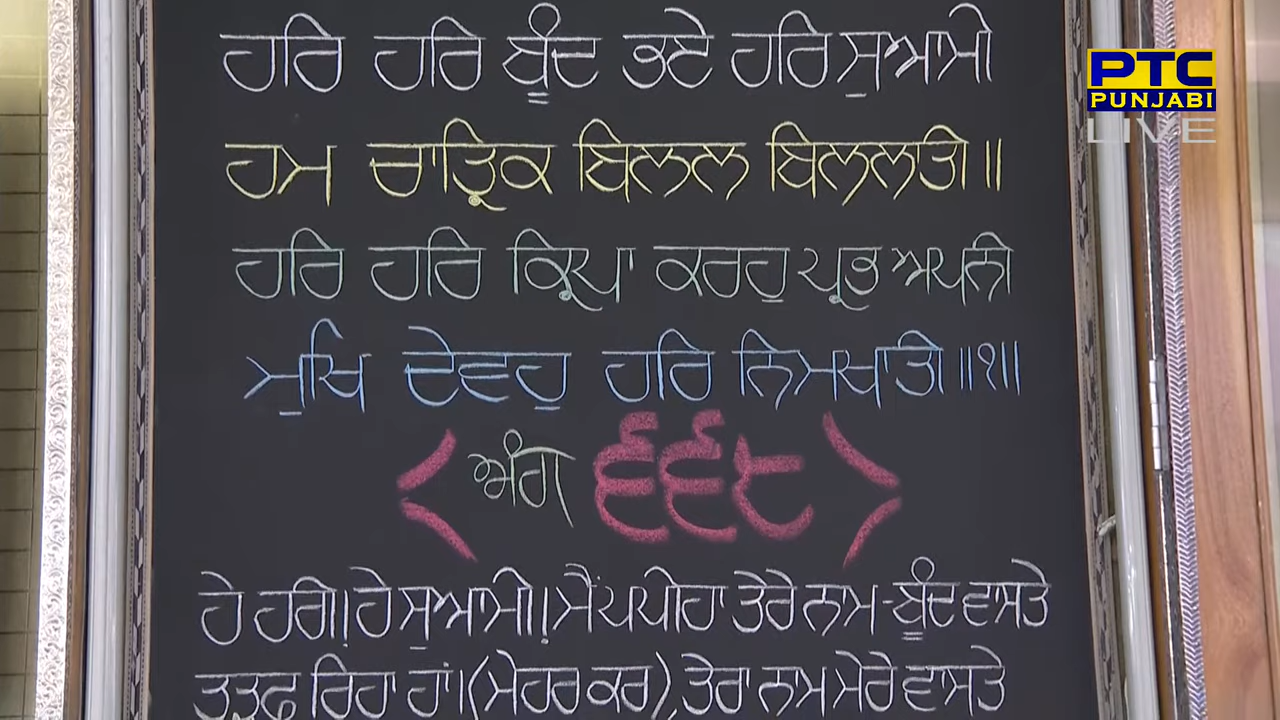 ਹਰਿ ਹਰਿ ਬੂੰਦ ਭਏ ਹਰਿ ਸੁਆਮੀ
ਹਮ ਚਾਤ੍ਰਿਕ ਬਿਲਲ ਬਿਲਲਾਤੀ ॥
ਹਰਿ ਹਰਿ ਕ੍ਰਿਪਾ ਕਰਹੁ ਪ੍ਰਭ ਅਪਨੀ
ਮੁਖਿ ਦੇਵਹੁ ਹਰਿ ਨਿਮਖਾਤੀ ॥੧॥
< ਅੰਗ ੬੬੮ >
ਹੇ ਹਰੀ! ਹੇ ਸੁਆਮੀ! ਮੈਂ ਪਪੀਹਾ ਤੇਰੇ ਨਾਮ-ਬੂੰਦ ਵਾਸਤੇ
ਤੜਫ ਰਿਹਾ ਹਾਂ। (ਮੇਹਰ ਕਰ), ਤੇਰਾ ਨਾਮ ਮੇਰੇ ਵਾਸਤੇ
PTC
PUNJABI
LIVE